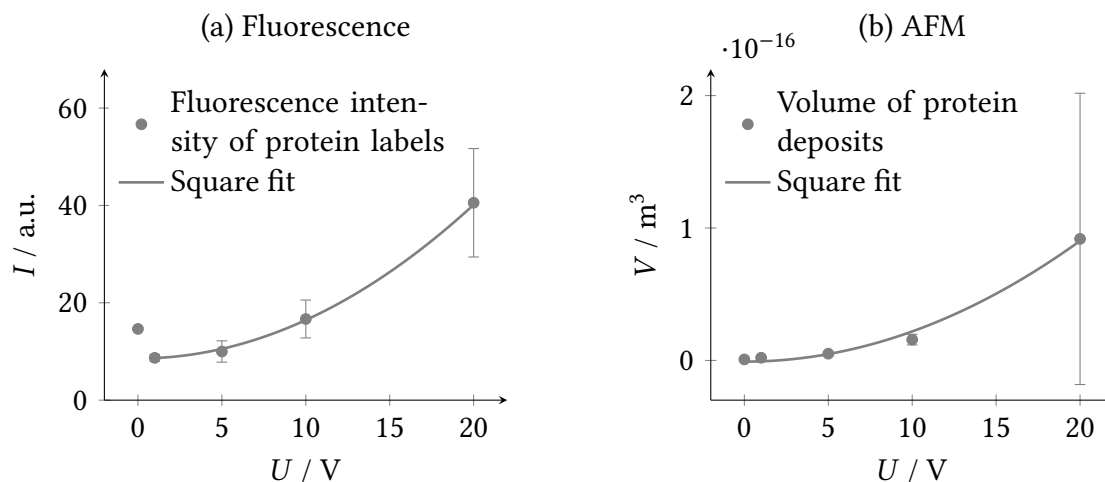 (a) Fluorescence
60
40
20
0
I / a.u.
Fluorescence inten-
sity of protein labels
Square fit
0 5 10 15 20
U / V
(b) AFM
·10⁻¹⁶
2
1
0
V / m³
Volume of protein
deposits
Square fit
0 5 10 15 20
U / V